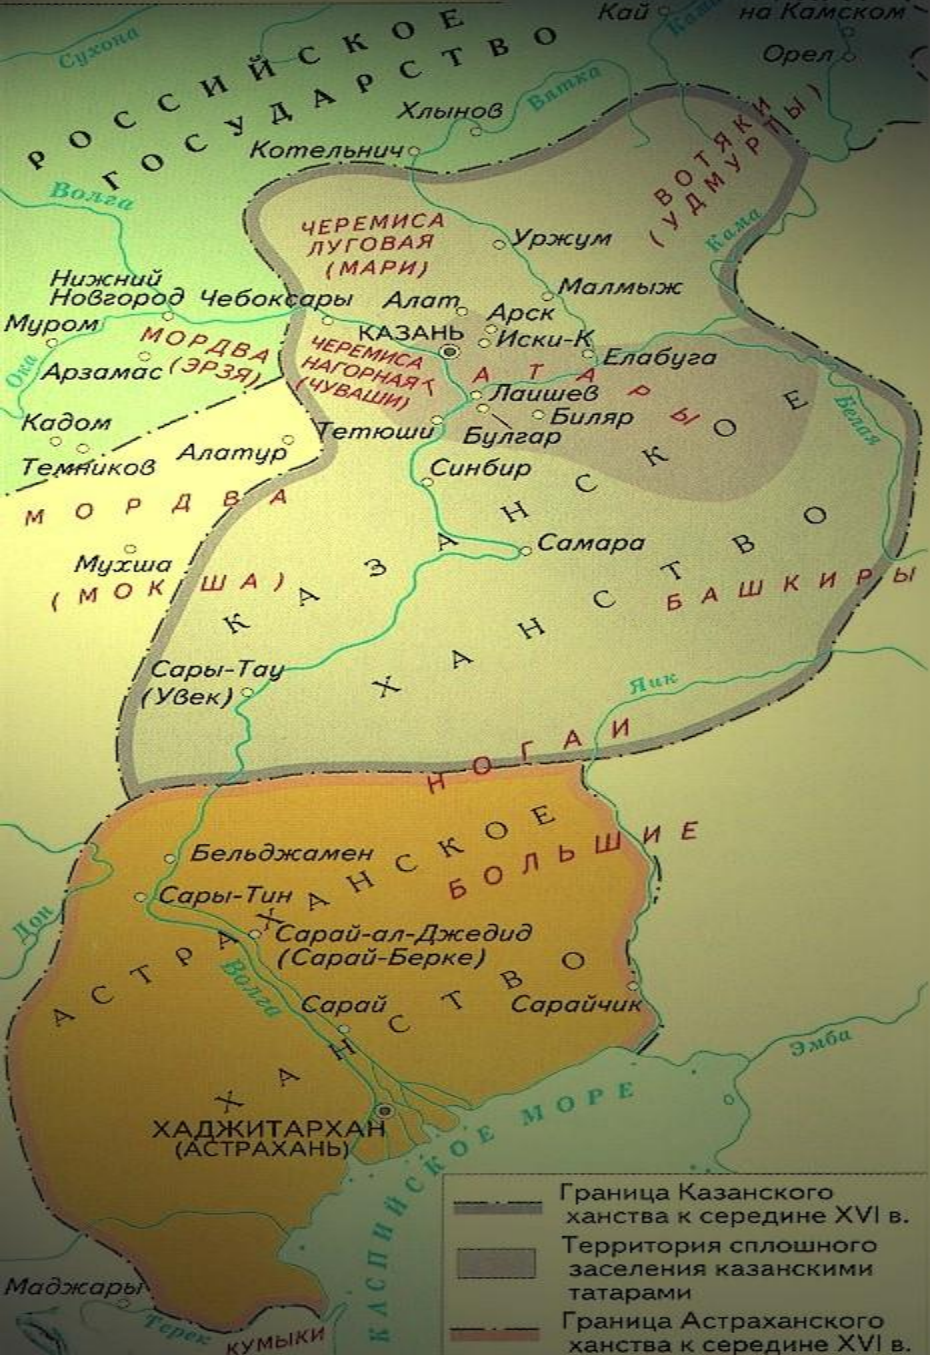 Сухона
РОССИЙСКОЕ
ГОСУДАРСТВО
Кай
на Камском
Кама
Орел
Хлынов
Вятка
Котельнич
Волга
ВОТЯКИ
(УДМУРТЫ)
Кама
ЧЕРЕМИСА
ЛУГОВАЯ
(МАРИ)
Уржум
Нижний
Новгород
Чебоксары
Алат
Малмыж
Арск
Муром
КАЗАНЬ
Иски-К
МОРДВА
(ЭРЗЯ)
ЧЕРЕМИСА
НАГОРНАЯ
(ЧУВАШИ)
Елабуга
Ока
Арзамас
ТАТАРЫ
Лаишев
Белая
Биляр
Кадом
Тетюши
Булгар
Темников
Алатур
Синбир
МОРДВА
(МОКША)
Мухша
Самара
КАЗАНСКОЕ
ХАНСТВО
БАШКИРЫ
Сары-Тау
(Увек)
Яик
НОГАИ
БОЛЬШИЕ
АСТРАХАНСКОЕ
ХАНСТВО
Бельджамен
Сары-Тин
Дон
Сарай-ал-Джедид
(Сарай-Берке)
Волга
Сарай
Сарайчик
Эмба
ХАДЖИТАРХАН
(АСТРАХАНЬ)
КАСПИЙСКОЕ МОРЕ
Маджары
Терек
КУМЫКИ
Граница Казанского
ханства к середине XVI в.
Территория сплошного
заселения казанскими
татарами
Граница Астраханского
ханства к середине XVI в.